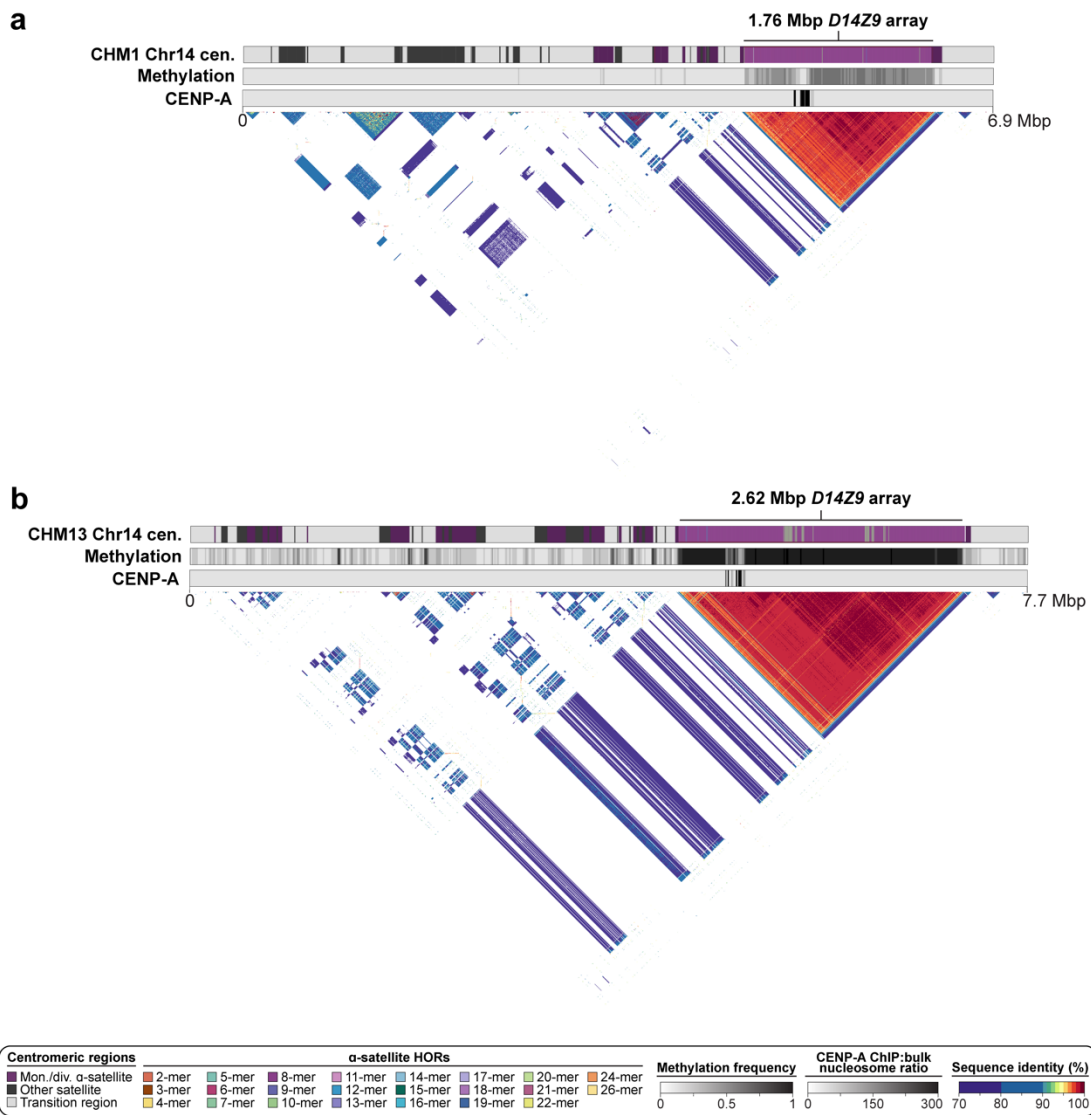 a
1.76 Mbp D14Z9 array
CHM1 Chr14 cen.
Methylation
CENP-A
0
6.9 Mbp
b
2.62 Mbp D14Z9 array
CHM13 Chr14 cen.
Methylation
CENP-A
0
7.7 Mbp
Centromeric regions
Mon./div. α-satellite
Other satellite
Transition region
α-satellite HORs
2-mer 5-mer 8-mer 11-mer 14-mer 17-mer 20-mer 24-mer
3-mer 6-mer 9-mer 12-mer 15-mer 18-mer 21-mer 26-mer
4-mer 7-mer 10-mer 13-mer 16-mer 19-mer 22-mer
Methylation frequency
0 0.5 1
CENP-A ChIP:bulk
nucleosome ratio
0 150 300
Sequence identity (%)
70 80 90 100